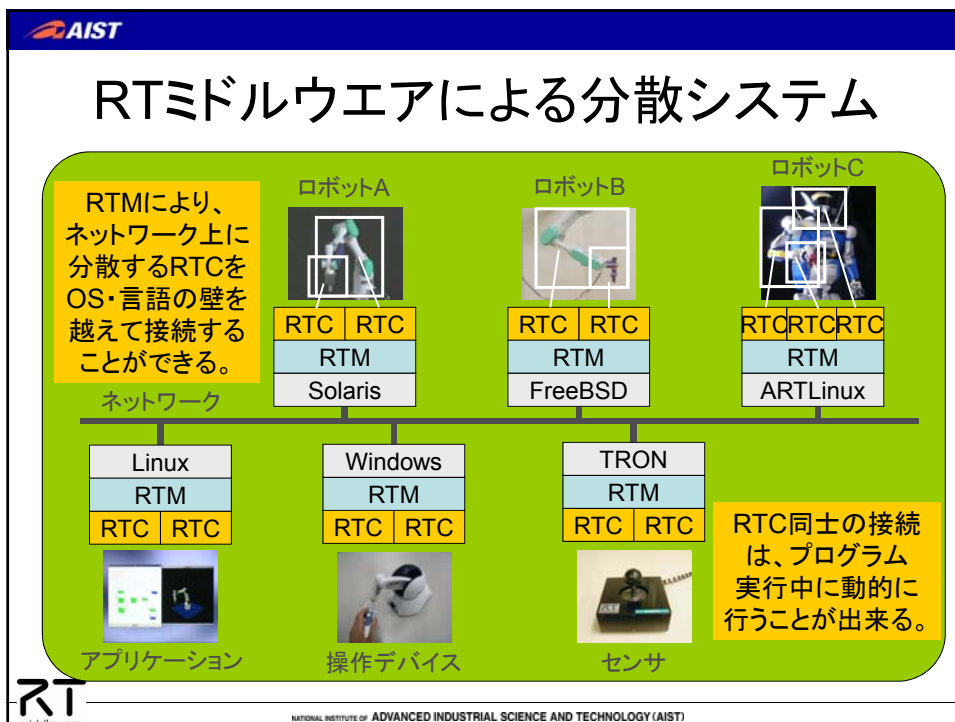 AIST
RTミドルウエアによる分散システム
RTMにより、
ネットワーク上に
分散するRTCを
OS・言語の壁を
越えて接続する
ことができる。
ロボットA
ロボットB
ロボットC
RTC RTC
RTM
Solaris
RTC RTC
RTM
FreeBSD
RTC RTC RTC
RTM
ARTLinux
ネットワーク
Linux
RTM
RTC RTC
Windows
RTM
RTC RTC
TRON
RTM
RTC RTC
アプリケーション
操作デバイス
センサ
RTC同士の接続
は、プログラム
実行中に動的に
行うことが出来る。
RT
NATIONAL INSTITUTE OF ADVANCED INDUSTRIAL SCIENCE AND TECHNOLOGY (AIST)